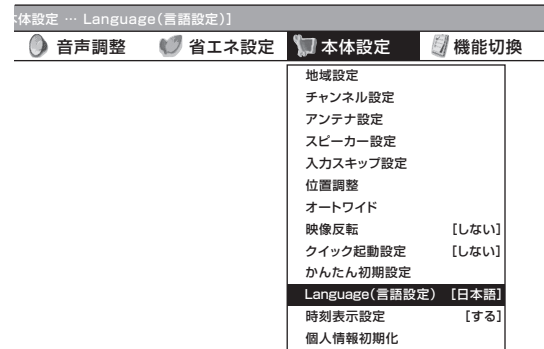 本体設定 … Language(言語設定)]
音声調整 省エネ設定 本体設定 機能切換
地域設定
チャンネル設定
アンテナ設定
スピーカー設定
入力スキップ設定
位置調整
オートワイド
映像反転 [しない]
クイック起動設定 [しない]
かんたん初期設定
Language(言語設定) [日本語]
時刻表示設定 [する]
個人情報初期化